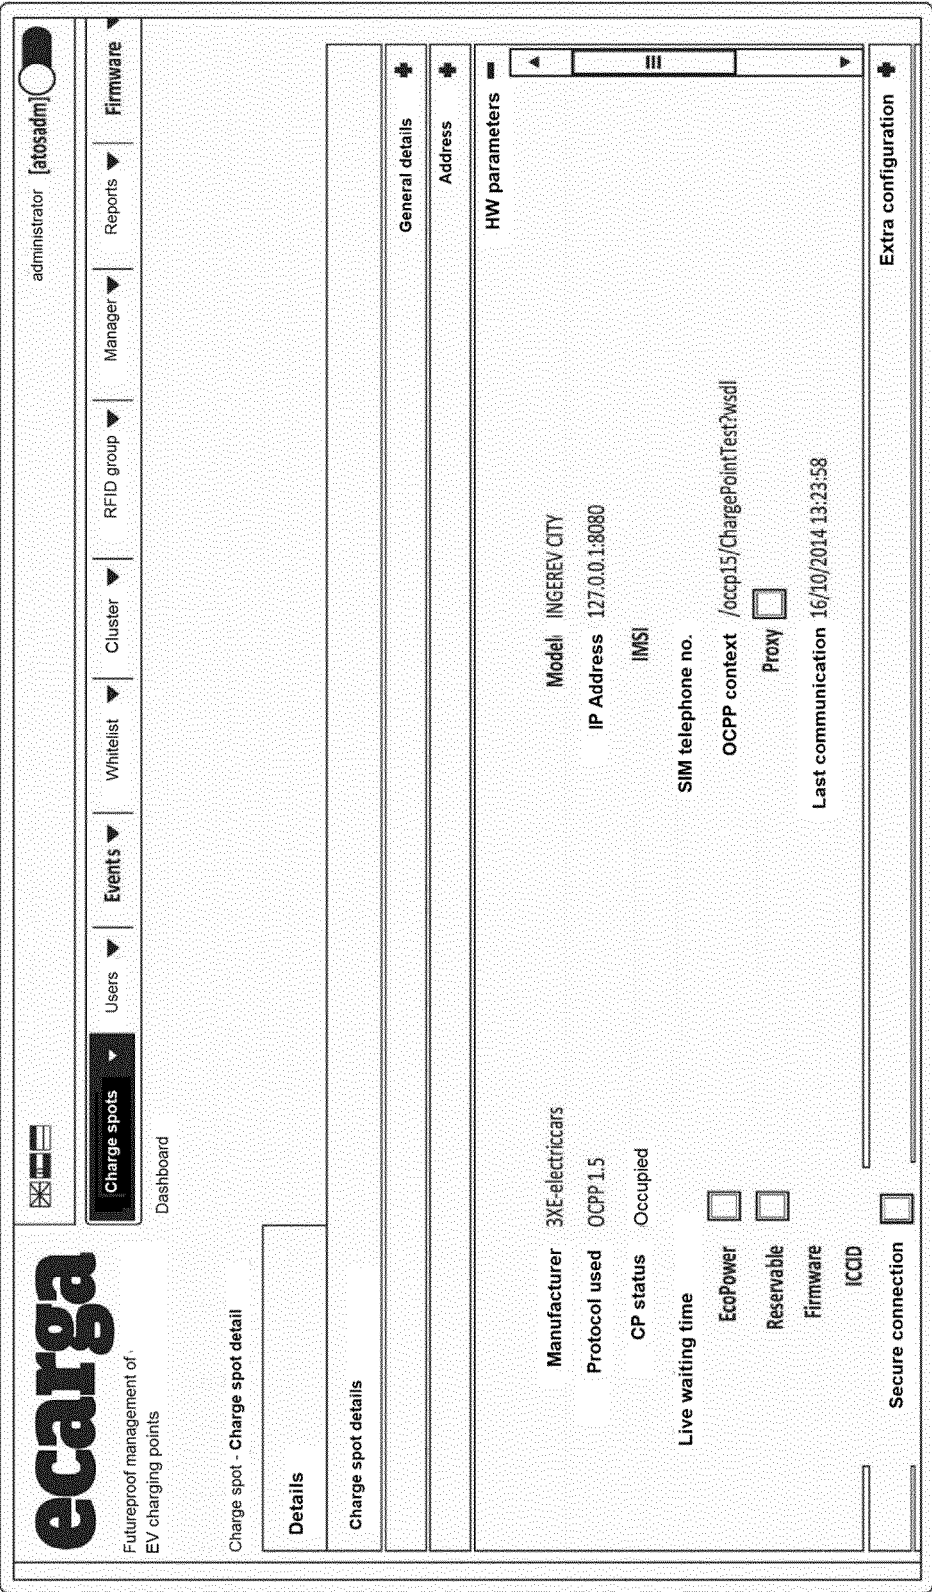 ecarga
Futureproof management of
EV charging points
administrator [atosadm]
Charge spots Users Events Whitelist Cluster RFID group Manager Reports Firmware
Dashboard
Charge spot - Charge spot detail
Details
Charge spot details
General details
Address
HW parameters
Manufacturer 3XE-electriccars Model INGEREV CITY
Protocol used OCPP 1.5 IP Address 127.0.0.1:8080
CP status Occupied IMSI
Live waiting time SIM telephone no.
EcoPower OCPP context /occp15/ChargePointTest?wsdl
Reservable Proxy
Firmware Last communication 16/10/2014 13:23:58
ICCID
Secure connection
Extra configuration